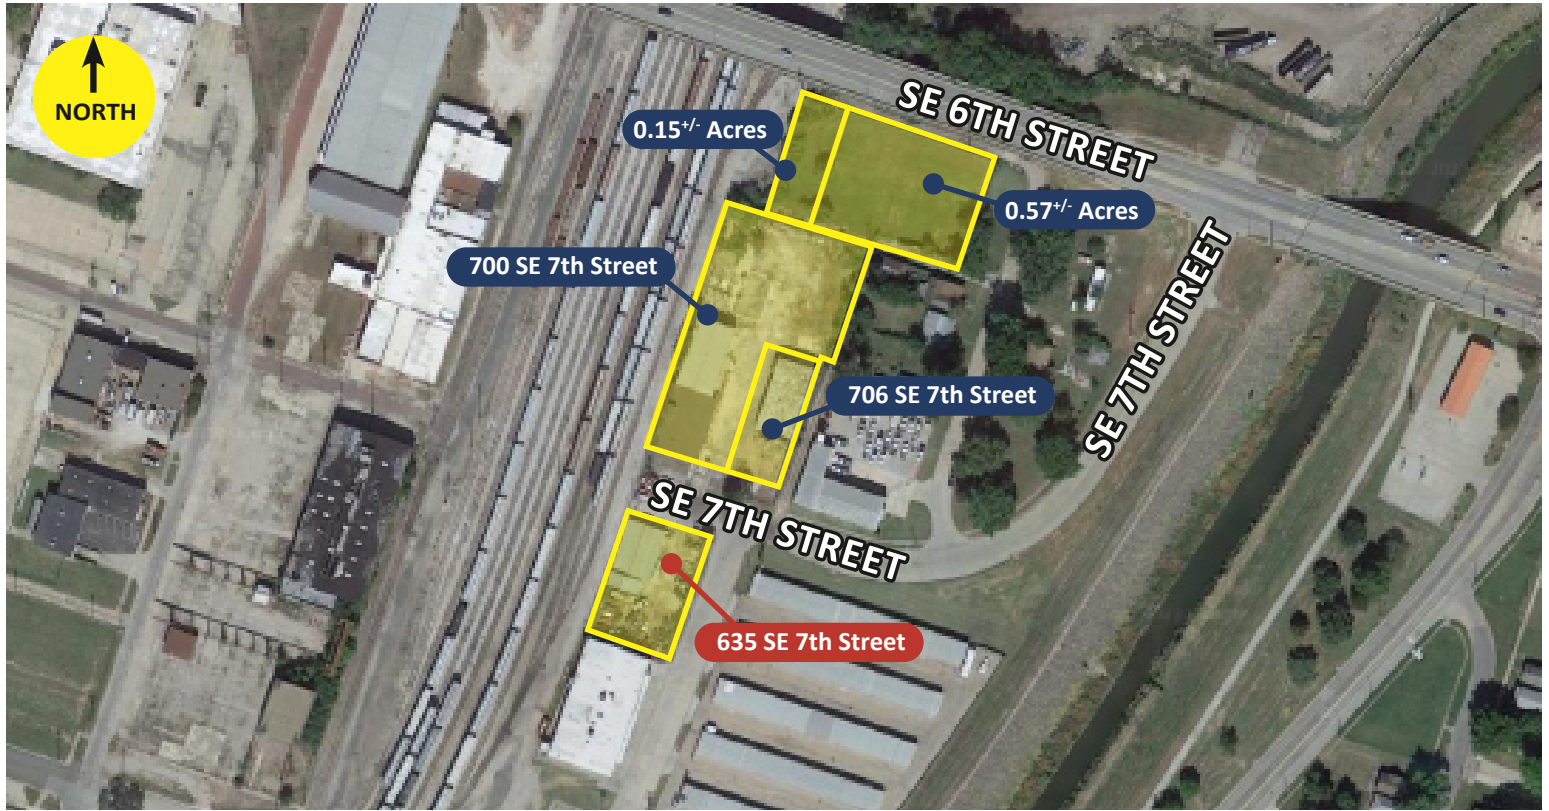 NORTH
0.15+/- Acres
SE 6TH STREET
0.57+/- Acres
700 SE 7th Street
SE 7TH STREET
706 SE 7th Street
SE 7TH STREET
635 SE 7th Street